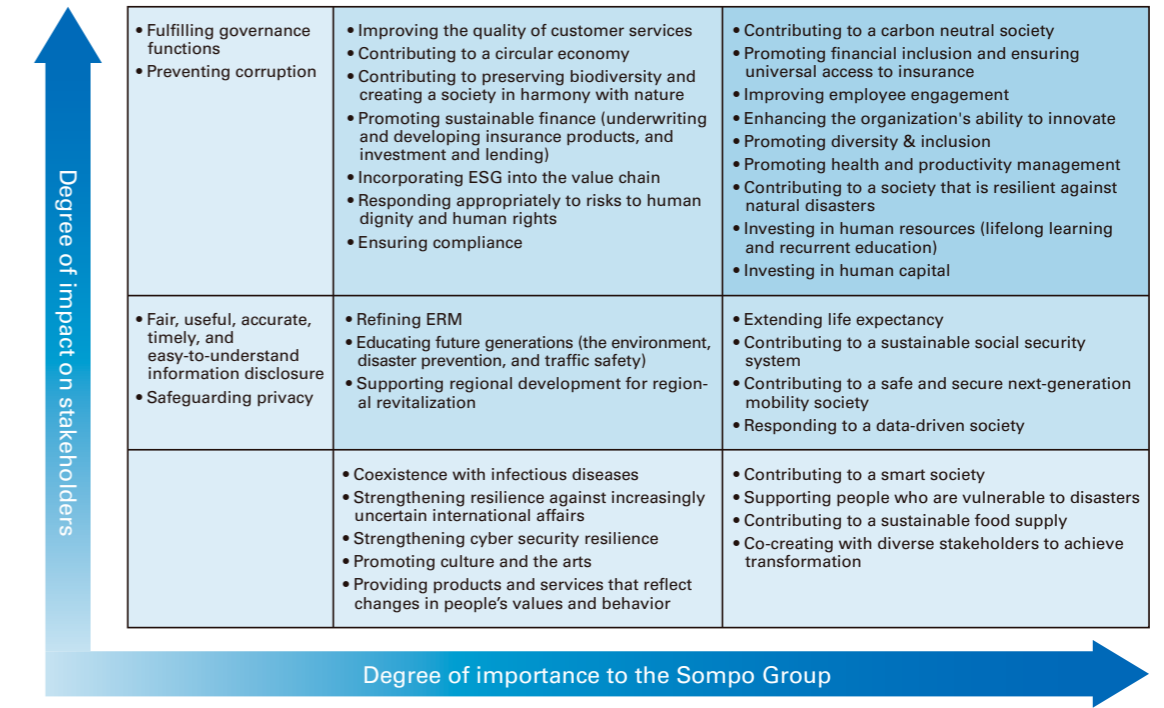 Degree of impact on stakeholders
• Fulfilling governance
functions
• Preventing corruption
• Improving the quality of customer services
• Contributing to a circular economy
• Contributing to preserving biodiversity and
creating a society in harmony with nature
• Promoting sustainable finance (underwriting
and developing insurance products, and
investment and lending)
• Incorporating ESG into the value chain
• Responding appropriately to risks to human
dignity and human rights
• Ensuring compliance
• Contributing to a carbon neutral society
• Promoting financial inclusion and ensuring
universal access to insurance
• Improving employee engagement
• Enhancing the organization's ability to innovate
• Promoting diversity & inclusion
• Promoting health and productivity management
• Contributing to a society that is resilient against
natural disasters
• Investing in human resources (lifelong learning
and recurrent education)
• Investing in human capital
• Fair, useful, accurate,
timely, and
easy-to-understand
information disclosure
• Safeguarding privacy
• Refining ERM
• Educating future generations (the environment,
disaster prevention, and traffic safety)
• Supporting regional development for region-
al revitalization
• Extending life expectancy
• Contributing to a sustainable social security
system
• Contributing to a safe and secure next-generation
mobility society
• Responding to a data-driven society
• Coexistence with infectious diseases
• Strengthening resilience against increasingly
uncertain international affairs
• Strengthening cyber security resilience
• Promoting culture and the arts
• Providing products and services that reflect
changes in people's values and behavior
• Contributing to a smart society
• Supporting people who are vulnerable to disasters
• Contributing to a sustainable food supply
• Co-creating with diverse stakeholders to achieve
transformation
Degree of importance to the Sompo Group